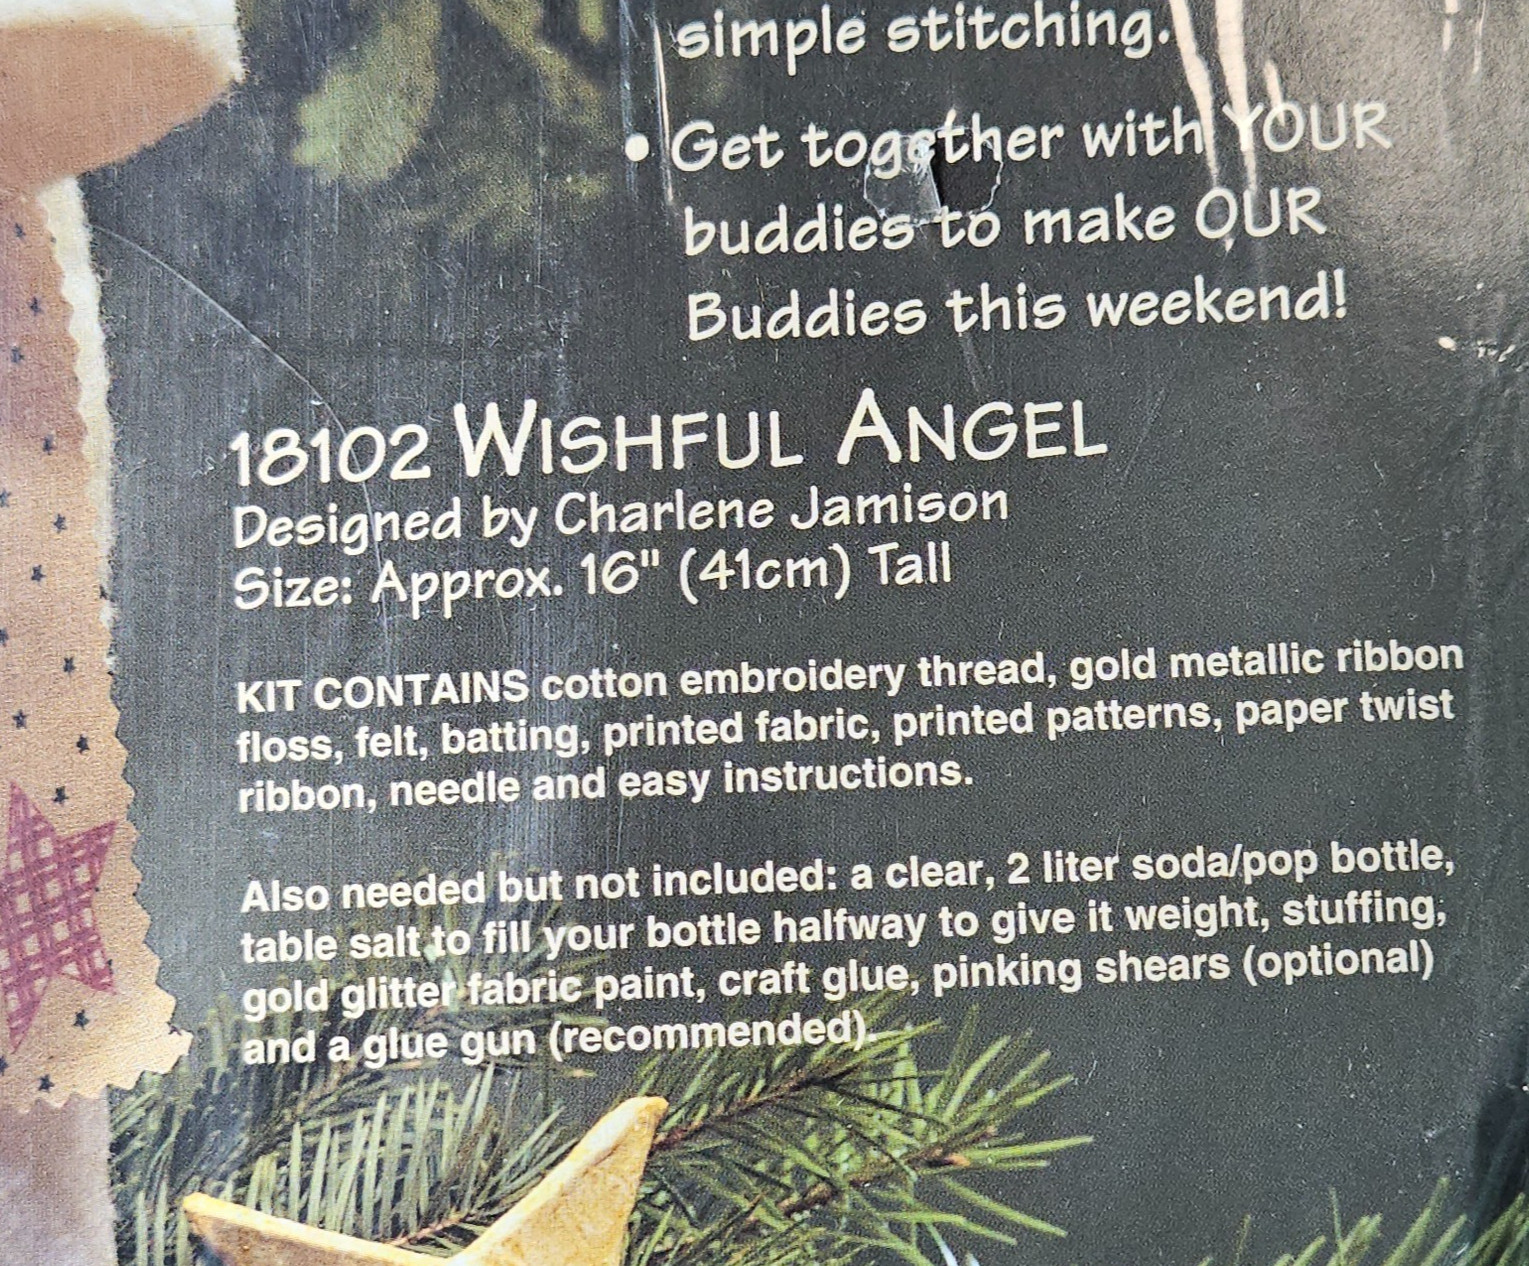 simple stitching.
• Get together with YOUR
buddies to make OUR
Buddies this weekend!
18102 WISHFUL ANGEL
Designed by Charlene Jamison
Size: Approx. 16" (41cm) Tall
KIT CONTAINS cotton embroidery thread, gold metallic ribbon
floss, felt, batting, printed fabric, printed patterns, paper twist
ribbon, needle and easy instructions.
Also needed but not included: a clear, 2 liter soda/pop bottle,
table salt to fill your bottle halfway to give it weight, stuffing,
gold glitter fabric paint, craft glue, pinking shears (optional)
and a glue gun (recommended).